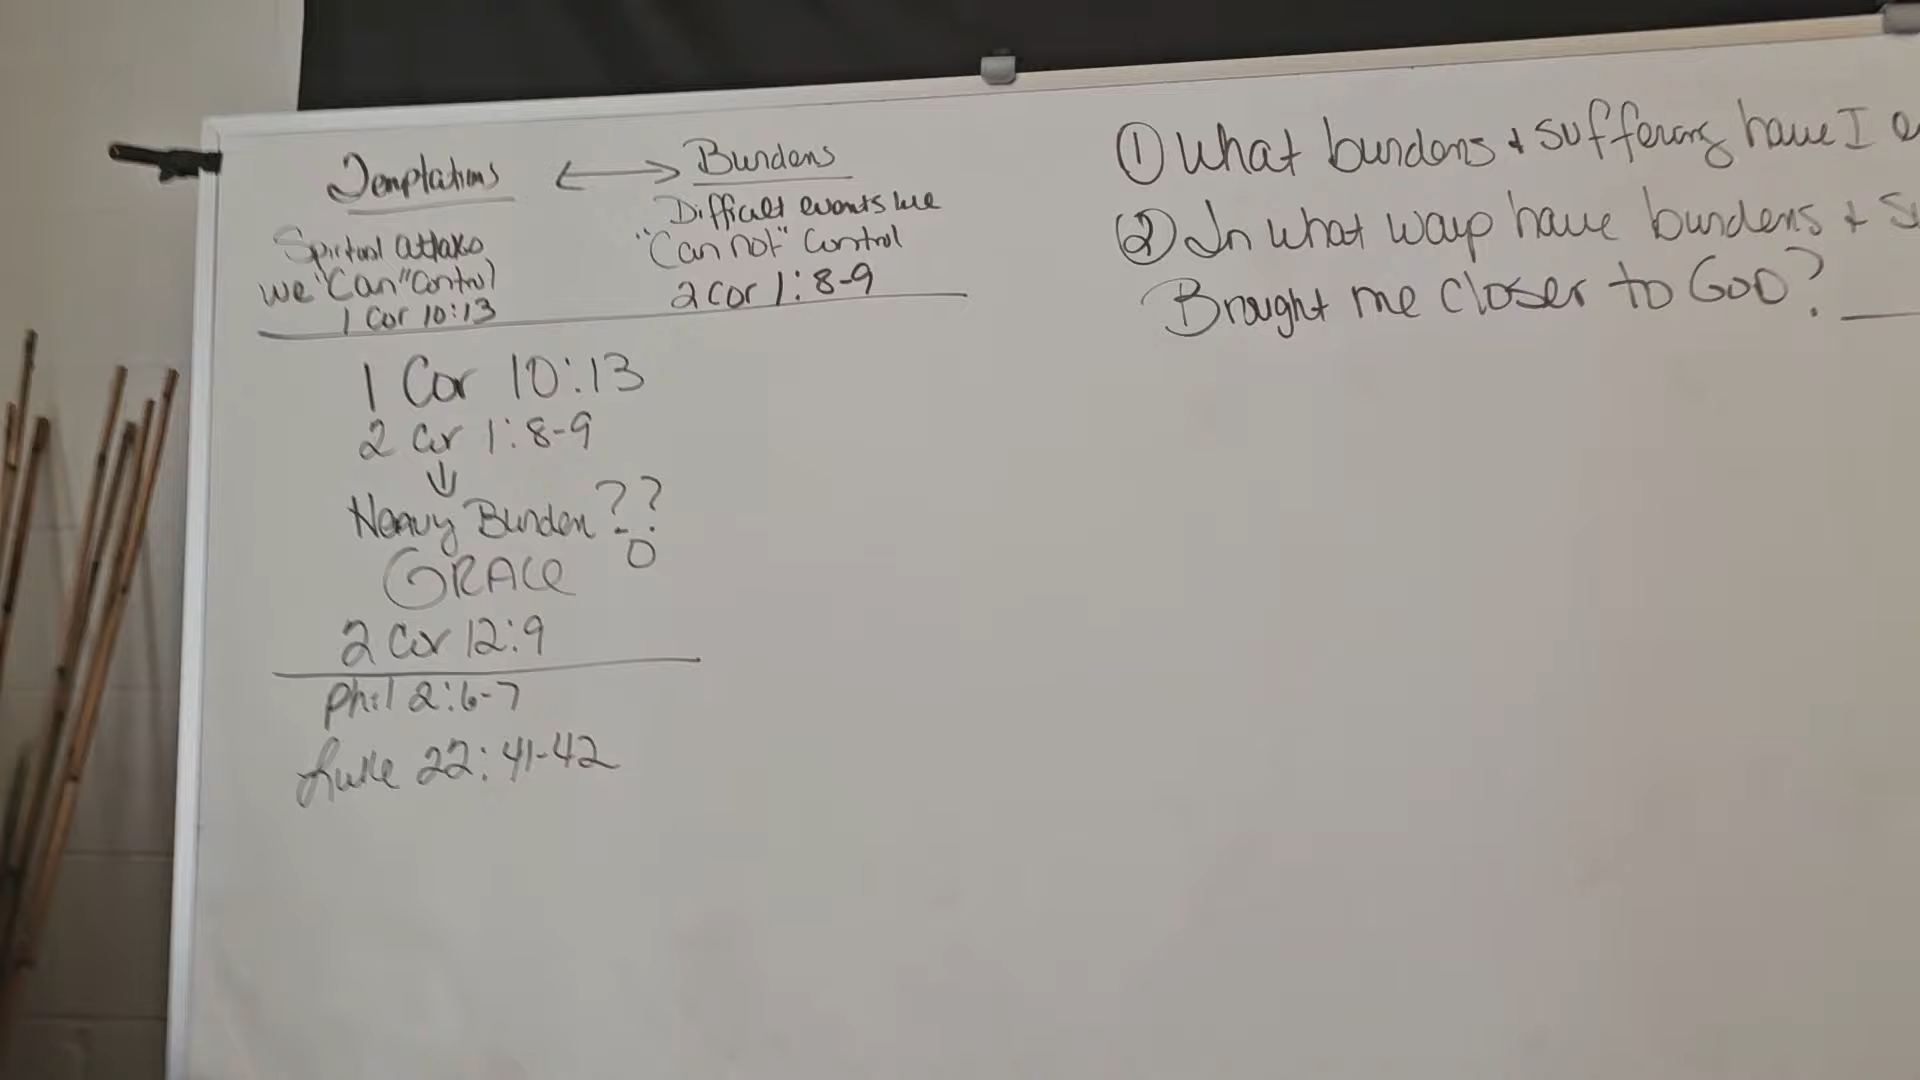 Temptations ←→ Burdens
Spiritual attaks
we "Can" Control
1 Cor 10:13
Difficult events we
"Can not" Control
2 Cor 1:8-9
1 Cor 10:13
2 Cor 1:8-9
↓
Heavy Burden ??
GRACe
2 Cor 12:9
Phil 2:6-7
Luke 22:41-42
① What burdens + suffering have I
② In what ways have burdens +
Brought me closer to GOD?